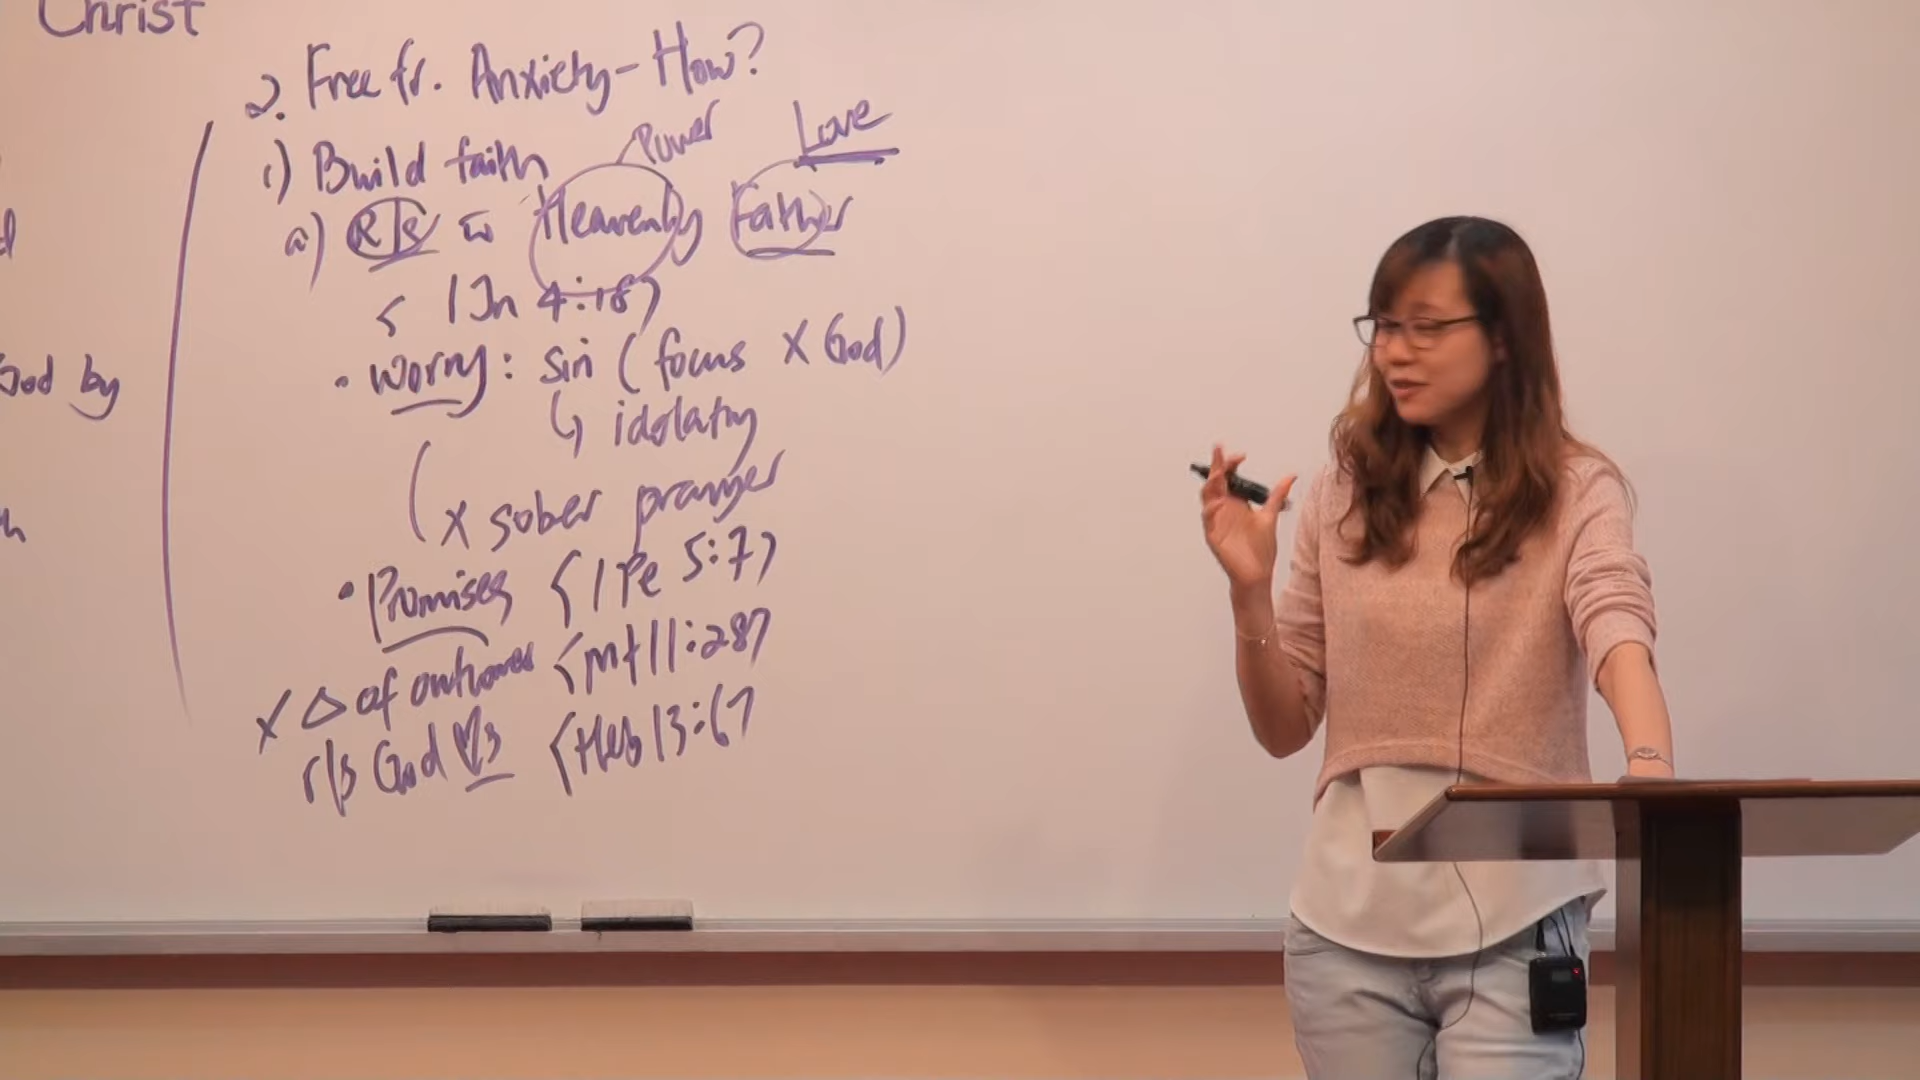 Christ
God by
2. Free fr. Anxiety - How?
Power
Love
1) Build faith
a) R/S w̄ Heavenly Father
< 1Jn 4:18>
• Worry: sin (focus X God)
↳ idolatry
( x sober prayer
• Promises <1 Pe 5:7>
x Δ of outcomes <Mt 11:28>
r/s God ♡s <Heb 13:6>